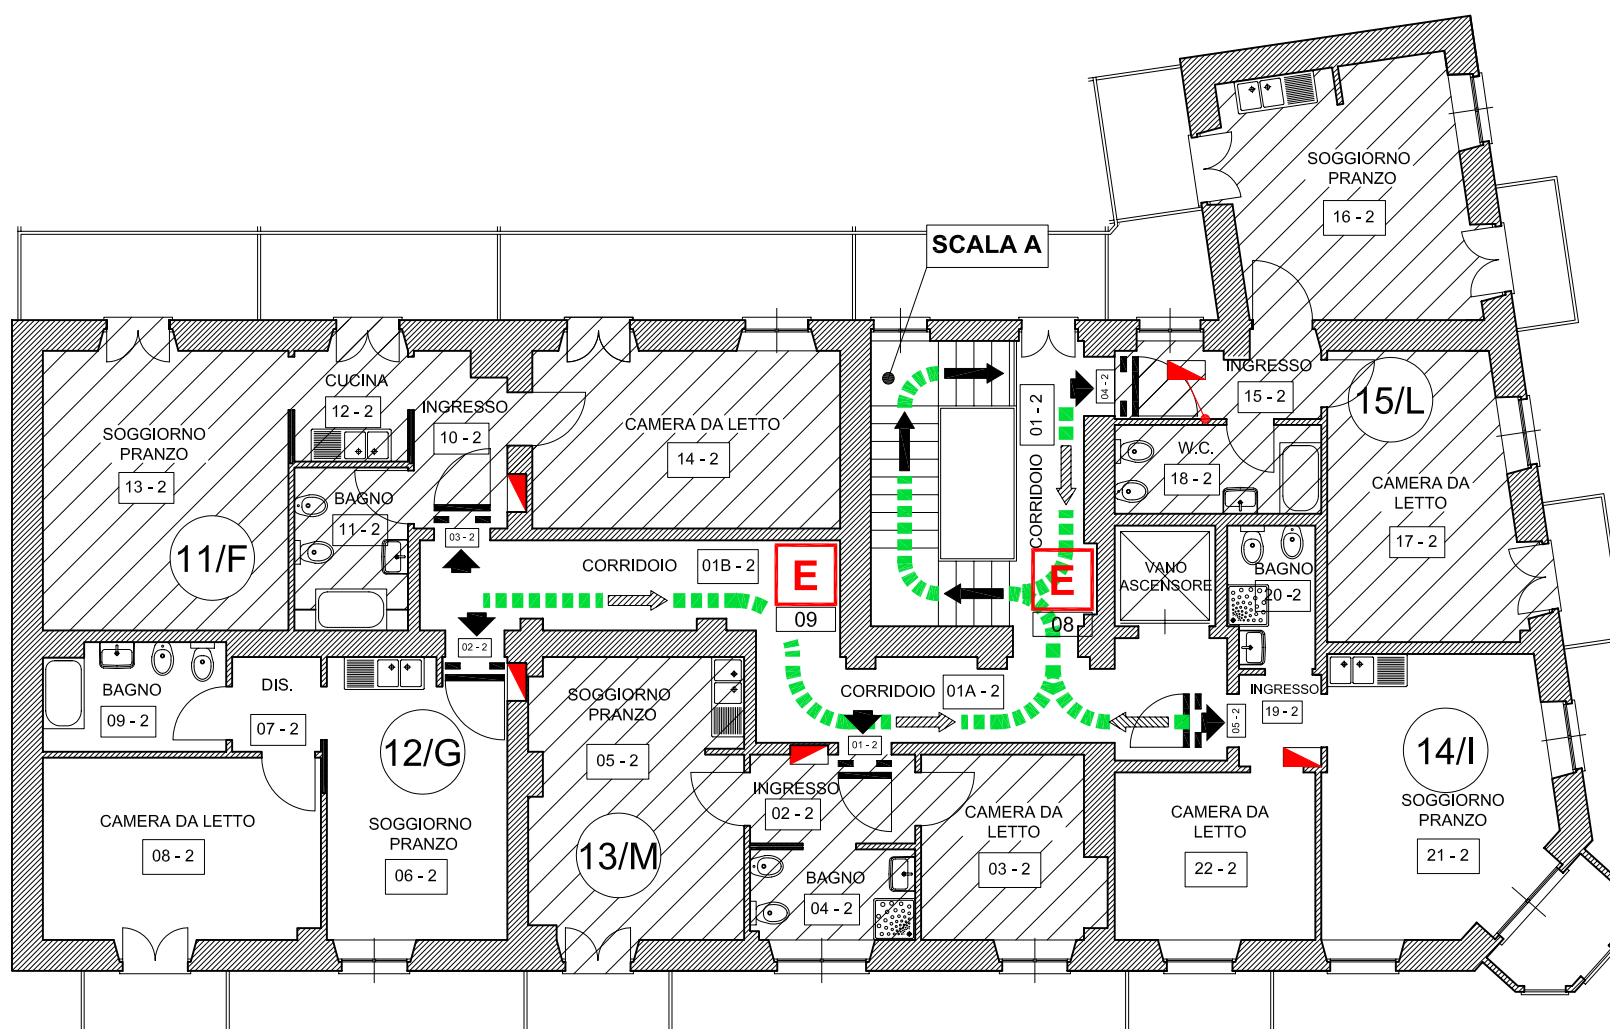 SCALA A
SOGGIORNO
PRANZO
16 - 2
CUCINA
12 - 2
INGRESSO
10 - 2
SOGGIORNO
PRANZO
13 - 2
CAMERA DA LETTO
14 - 2
BAGNO
11 - 2
11/F
03 - 2
CORRIDOIO
01B - 2
E
09
02 - 2
01 - 2
CORRIDOIO
E
08
04 - 2
INGRESSO
15 - 2
15/L
W.C.
18 - 2
CAMERA DA
LETTO
17 - 2
VANO
ASCENSORE
BAGNO
20 - 2
BAGNO
09 - 2
DIS.
07 - 2
12/G
SOGGIORNO
PRANZO
06 - 2
CAMERA DA LETTO
08 - 2
SOGGIORNO
PRANZO
05 - 2
13/M
CORRIDOIO
01A - 2
01 - 2
INGRESSO
02 - 2
BAGNO
04 - 2
CAMERA DA
LETTO
03 - 2
05 - 2
INGRESSO
19 - 2
14/I
CAMERA DA
LETTO
22 - 2
SOGGIORNO
PRANZO
21 - 2